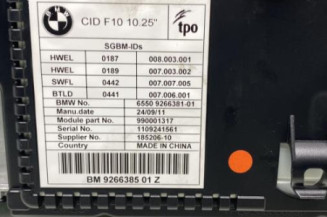 BMW
CID F10 10.25"
tpo
SGBM-IDs
HWEL 0187 008.003.001
HWEL 0189 007.003.002
SWFL 0442 007.007.005
BTLD 0441 007.006.001
BMW No. 6550 9266381-01
Manu.date 24/09/11
Module part no. 990001317
Serial No. 1109241561
Supplier No. 185206-10
Country MADE IN CHINA
BM 9266385 01 Z